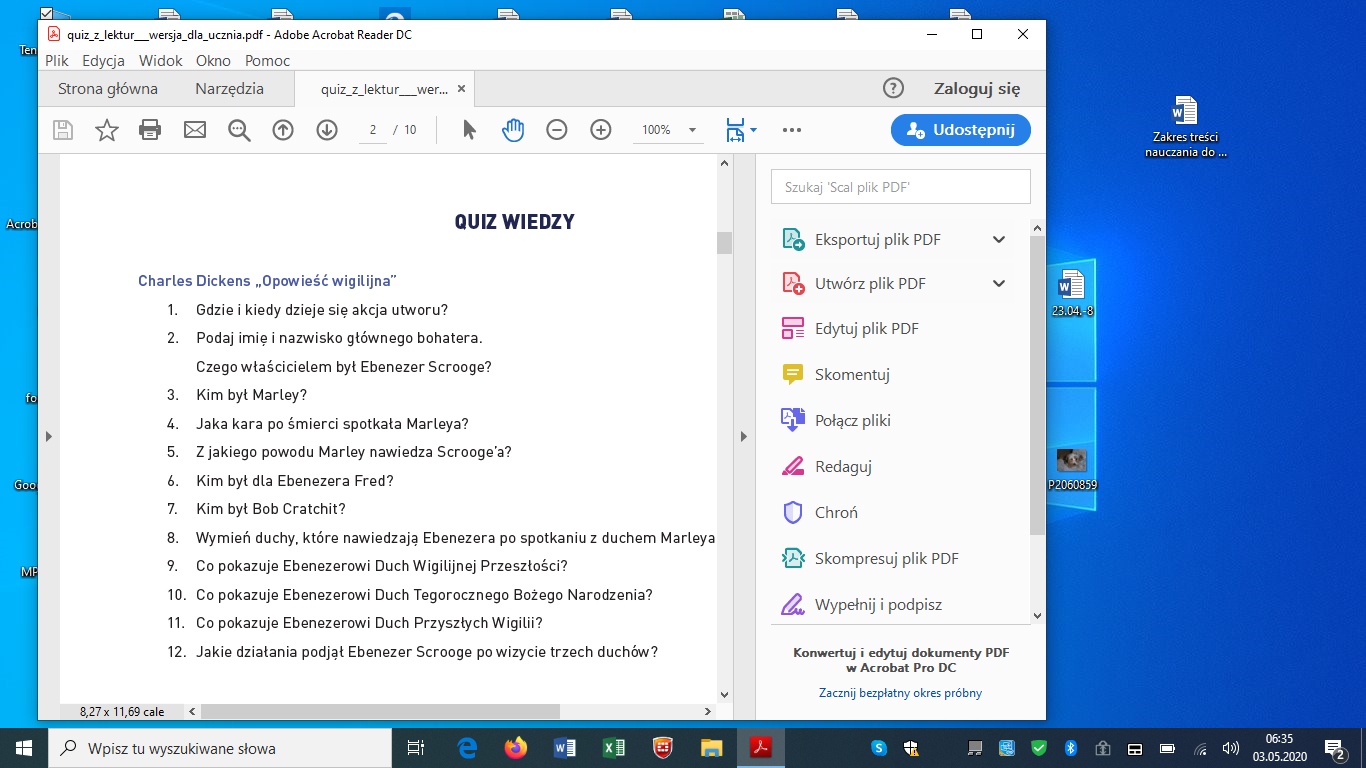 Ten
quiz_z_lektur___wersja_dla_ucznia.pdf - Adobe Acrobat Reader DC
Plik Edycja Widok Okno Pomoc
Strona główna Narzędzia quiz_z_lektur___wer... Zaloguj się
2 / 10 100% Udostępnij
QUIZ WIEDZY
Charles Dickens „Opowieść wigilijna”
1. Gdzie i kiedy dzieje się akcja utworu?
2. Podaj imię i nazwisko głównego bohatera.
Czego właścicielem był Ebenezer Scrooge?
3. Kim był Marley?
4. Jaka kara po śmierci spotkała Marleya?
5. Z jakiego powodu Marley nawiedza Scrooge'a?
6. Kim był dla Ebenezera Fred?
7. Kim był Bob Cratchit?
8. Wymień duchy, które nawiedzają Ebenezera po spotkaniu z duchem Marleya
9. Co pokazuje Ebenezerowi Duch Wigilijnej Przeszłości?
10. Co pokazuje Ebenezerowi Duch Tegorocznego Bożego Narodzenia?
11. Co pokazuje Ebenezerowi Duch Przyszłych Wigilii?
12. Jakie działania podjął Ebenezer Scrooge po wizycie trzech duchów?
8,27 x 11,69 cale
Szukaj 'Scal plik PDF'
Eksportuj plik PDF
Utwórz plik PDF
Edytuj plik PDF
Skomentuj
Połącz pliki
Redaguj
Chroń
Skompresuj plik PDF
Wypełnij i podpisz
Konwertuj i edytuj dokumenty PDF
w Acrobat Pro DC
Zacznij bezpłatny okres próbny
Acrob
fo
Goo
MP
Zakres treści
nauczania do ...
23.04.-8
P2060859
Wpisz tu wyszukiwane słowa
06:35
03.05.2020
2